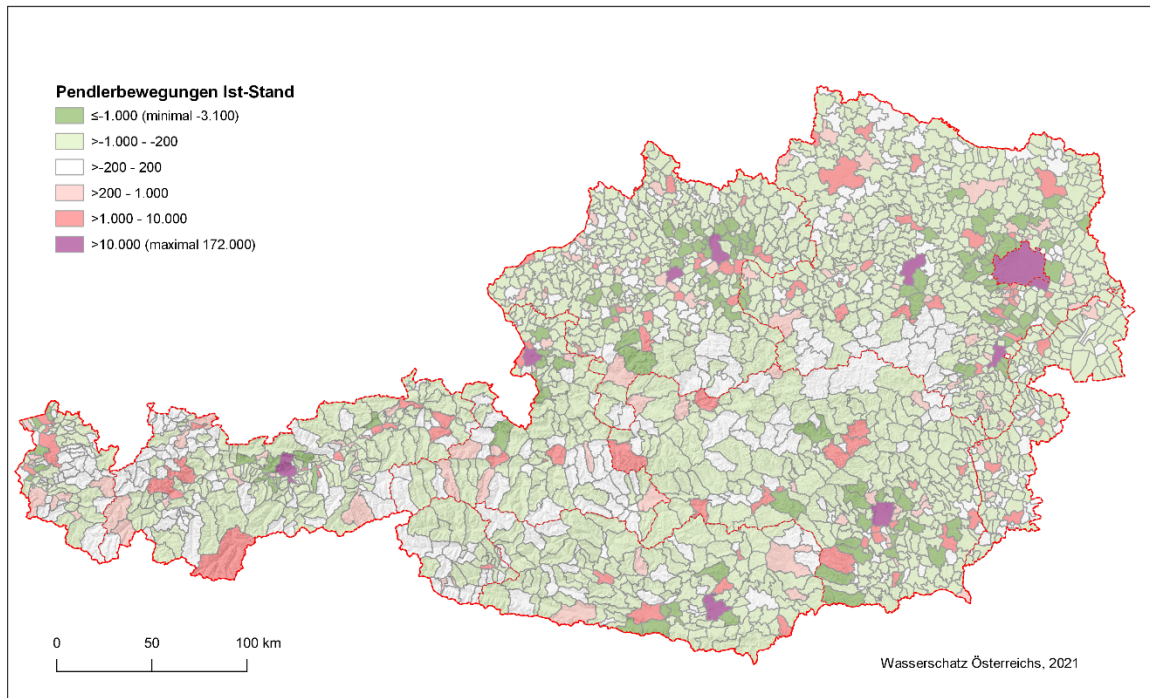 Pendlerbewegungen Ist-Stand
≤-1.000 (minimal -3.100)
>-1.000 - -200
>-200 - 200
>200 - 1.000
>1.000 - 10.000
>10.000 (maximal 172.000)
0 50 100 km
Wasserschatz Österreichs, 2021